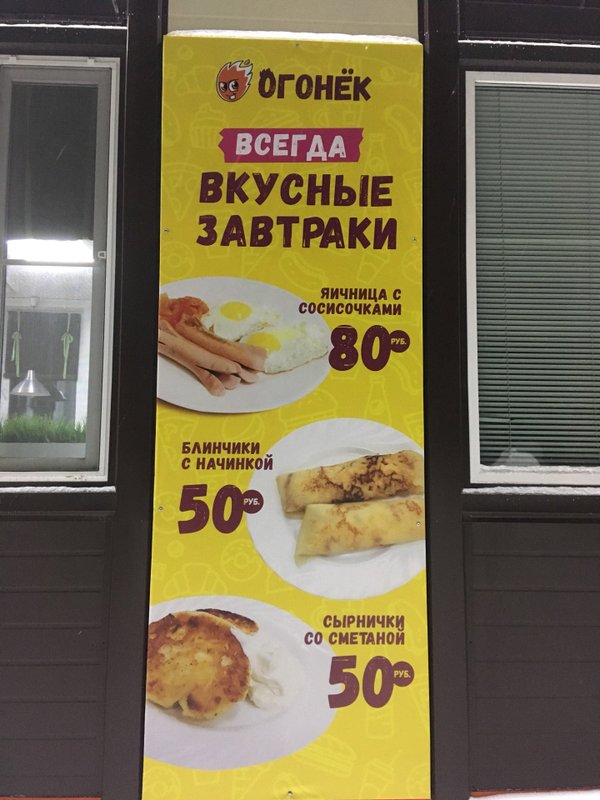 ОГОНЁК
ВСЕГДА
ВКУСНЫЕ
ЗАВТРАКИ
ЯИЧНИЦА С
СОСИСОЧКАМИ
80 РУБ.
БЛИНЧИКИ
С НАЧИНКОЙ
50 РУБ.
СЫРНИЧКИ
СО СМЕТАНОЙ
50 РУБ.